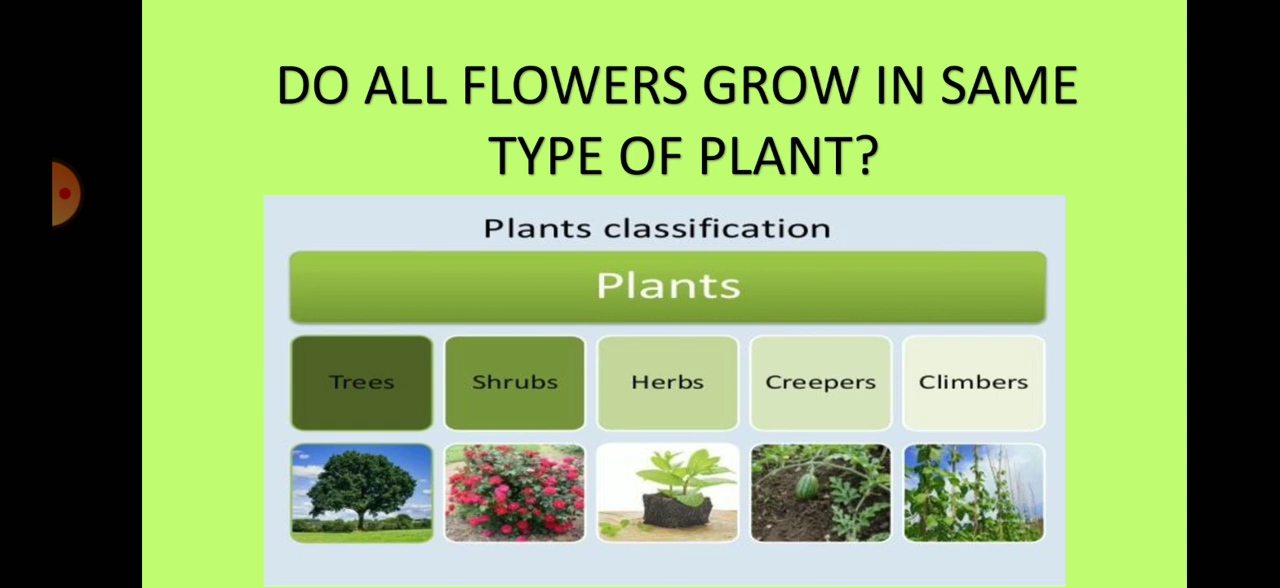 DO ALL FLOWERS GROW IN SAME
TYPE OF PLANT?
Plants classification
Plants
Trees
Shrubs
Herbs
Creepers
Climbers